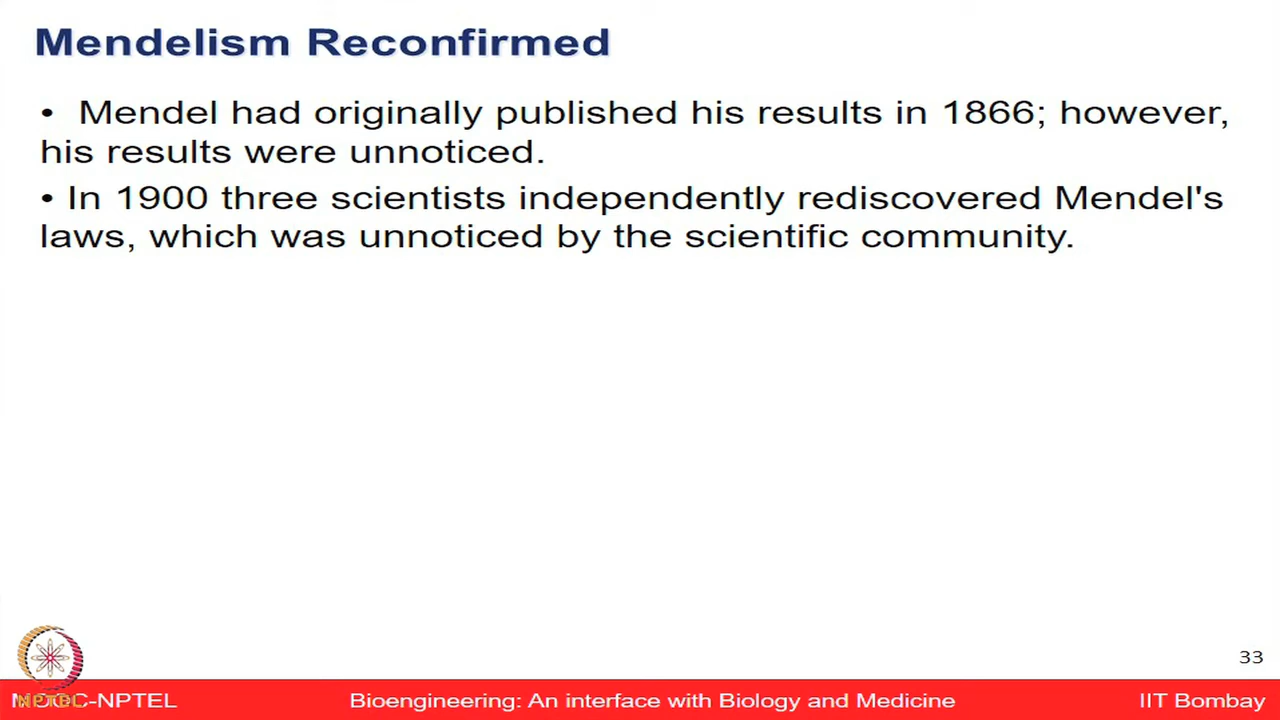 Mendelism Reconfirmed
• Mendel had originally published his results in 1866; however,
his results were unnoticed.
• In 1900 three scientists independently rediscovered Mendel's
laws, which was unnoticed by the scientific community.
33
MOOC-NPTEL
NPTEL
Bioengineering: An interface with Biology and Medicine
IIT Bombay